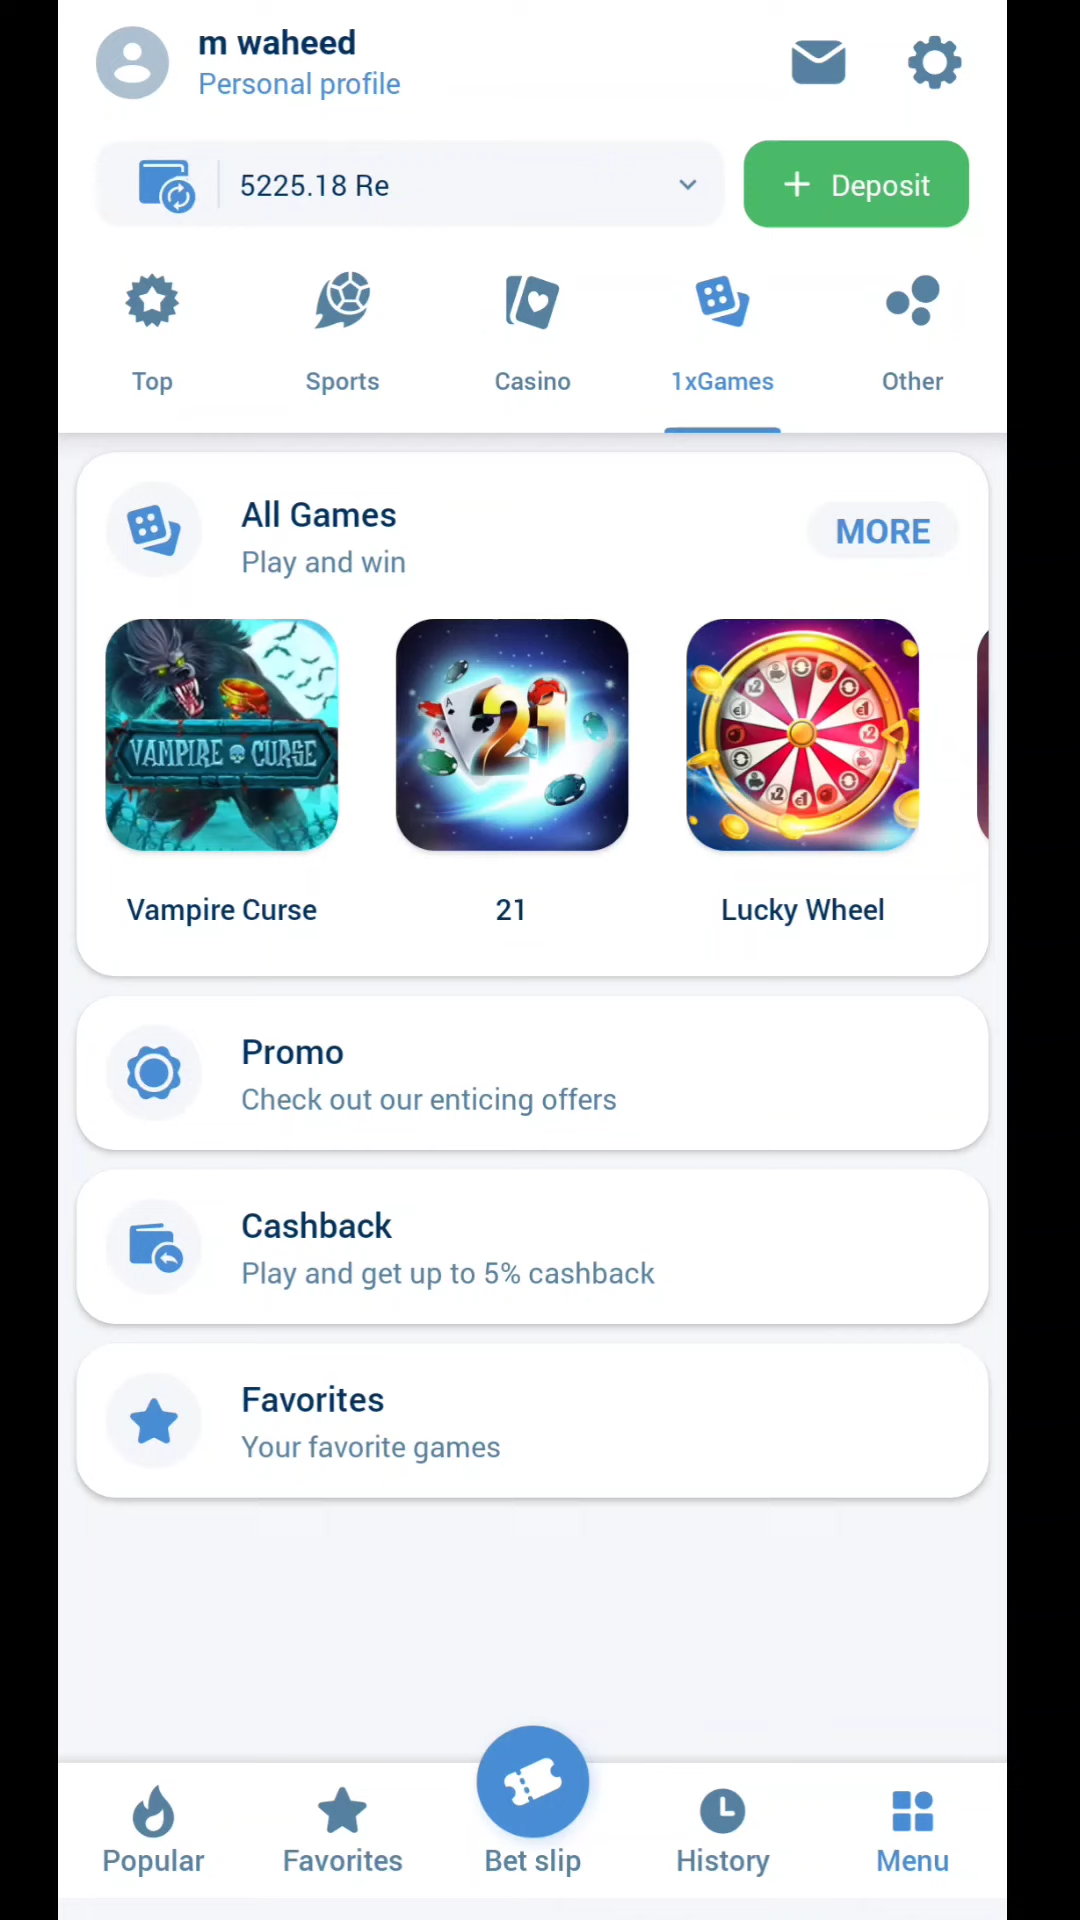 m waheed
Personal profile
5225.18 Re
+ Deposit
Top
Sports
Casino
1xGames
Other
All Games
Play and win
MORE
VAMPIRE CURSE
21
Vampire Curse
21
Lucky Wheel
Promo
Check out our enticing offers
Cashback
Play and get up to 5% cashback
Favorites
Your favorite games
Popular
Favorites
Bet slip
History
Menu